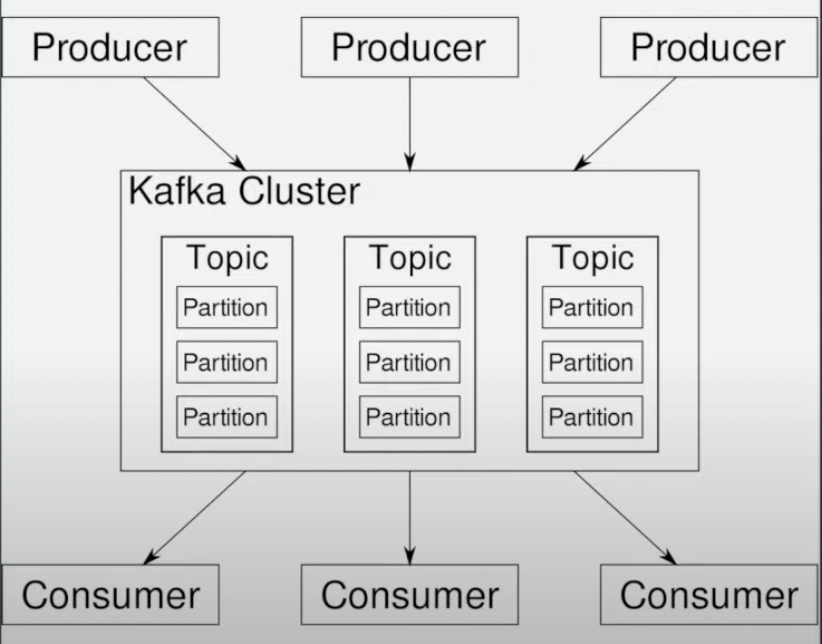 Producer
Producer
Producer
Kafka Cluster
Topic
Partition
Partition
Partition
Topic
Partition
Partition
Partition
Topic
Partition
Partition
Partition
Consumer
Consumer
Consumer